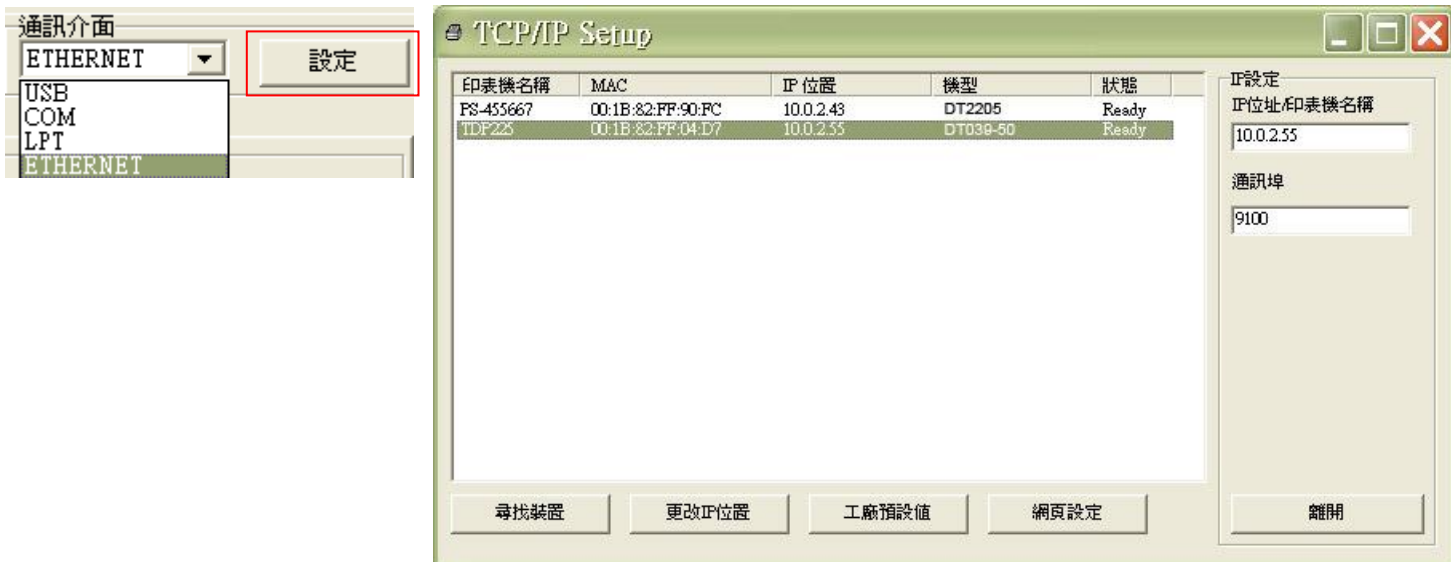 通訊介面
ETHERNET
設定
USB
COM
LPT
ETHERNET
TCP/IP Setup
印表機名稱 MAC IP 位置 機型 狀態
PS-455667 00:1B:82:FF:90:FC 10.0.2.43 DT2205 Ready
TDP225 00:1B:82:FF:04:D7 10.0.2.55 DT039-50 Ready
IP設定
IP位址/印表機名稱
10.0.2.55
通訊埠
9100
尋找裝置 更改IP位置 工廠預設值 網頁設定 離開